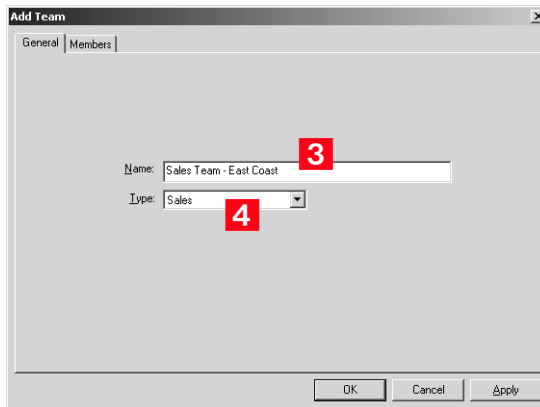 Add Team
General Members
3
Name: Sales Team - East Coast
Type: Sales
4
OK Cancel Apply